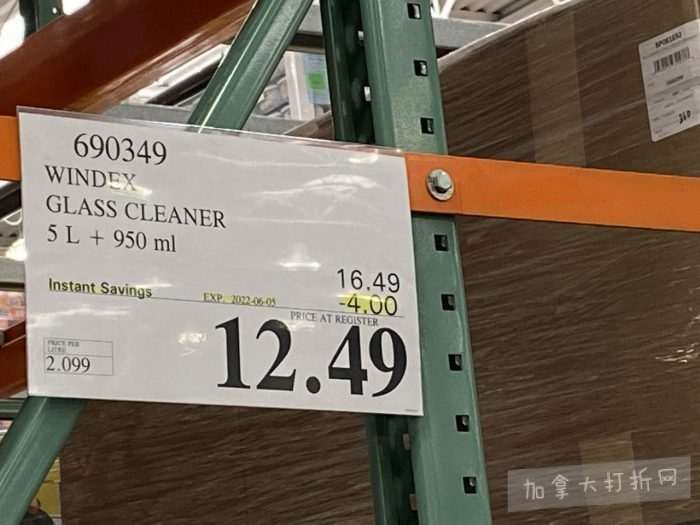 690349
WINDEX
GLASS CLEANER
5 L + 950 ml
16.49
Instant Savings EXP. 2022-06-05 -4.00
PRICE AT REGISTER
12.49
PRICE PER
LITRE
2.099
360
加拿大打折网